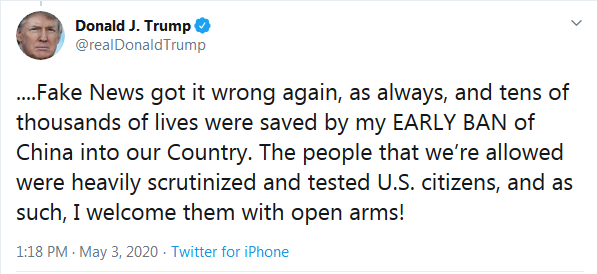 Donald J. Trump
@realDonaldTrump
....Fake News got it wrong again, as always, and tens of
thousands of lives were saved by my EARLY BAN of
China into our Country. The people that we’re allowed
were heavily scrutinized and tested U.S. citizens, and as
such, I welcome them with open arms!
1:18 PM · May 3, 2020 · Twitter for iPhone